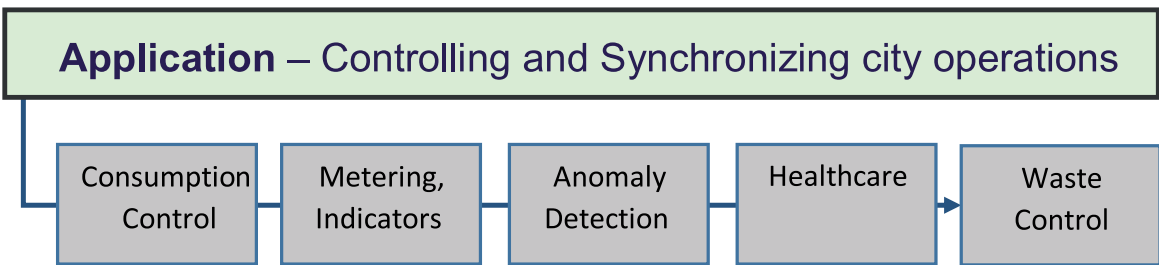 Application – Controlling and Synchronizing city operations
Consumption
Control
Metering,
Indicators
Anomaly
Detection
Healthcare
Waste
Control